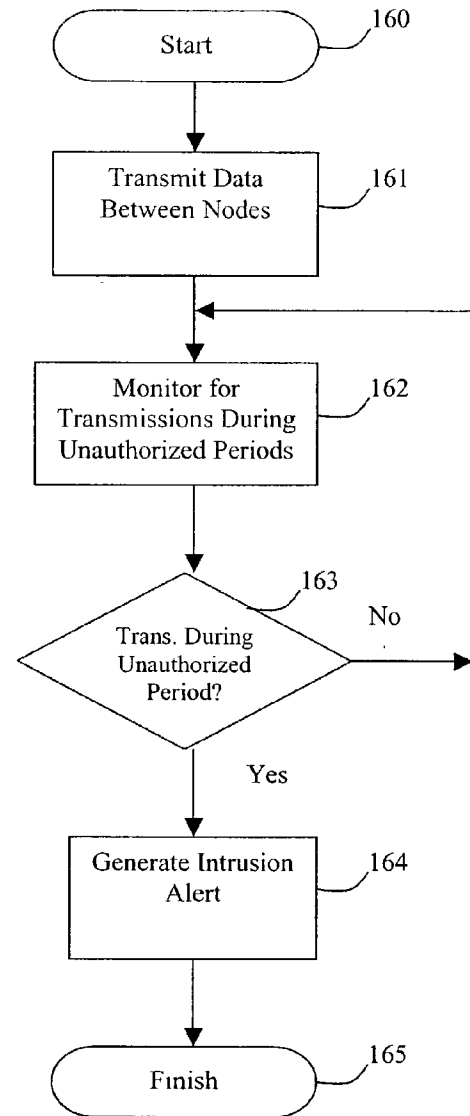 Start
160
Transmit Data
Between Nodes
161
Monitor for
Transmissions During
Unauthorized Periods
162
163
Trans. During
Unauthorized
Period?
No
Yes
Generate Intrusion
Alert
164
Finish
165